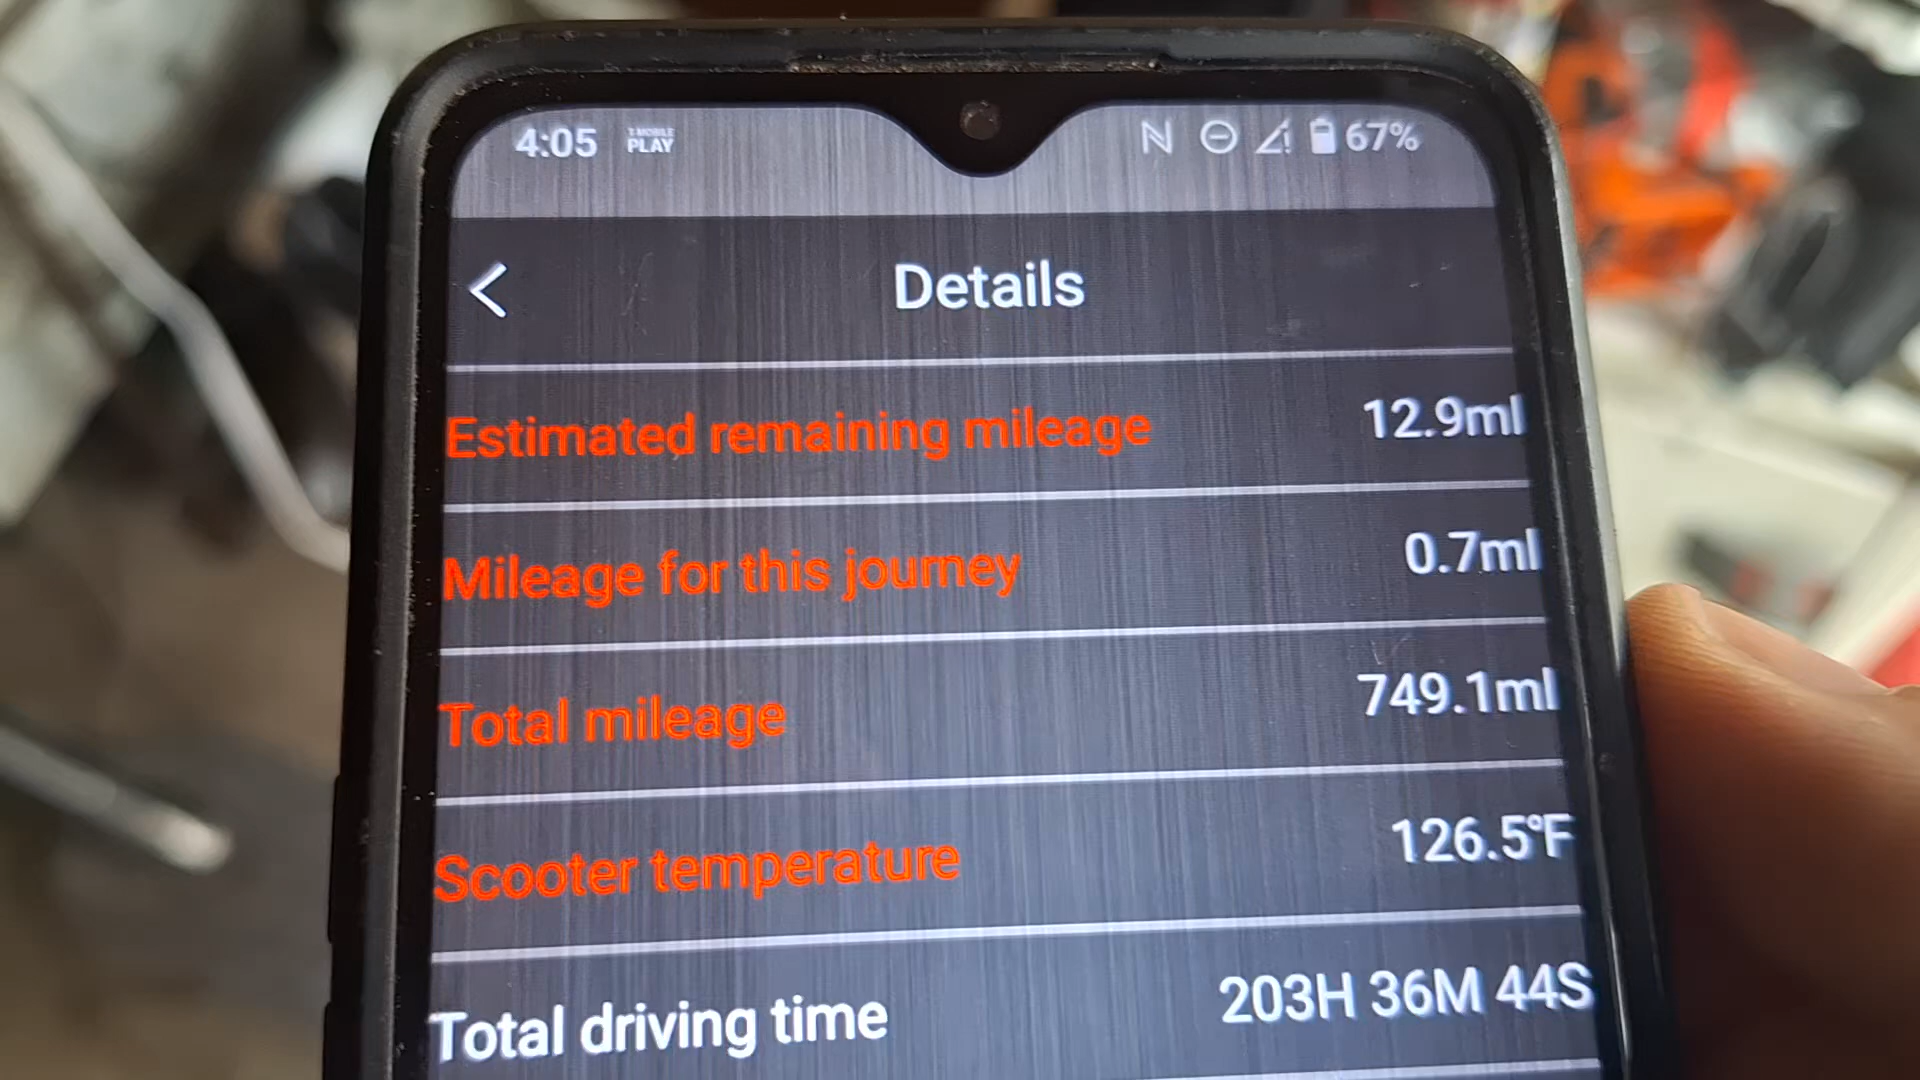 4:05 T-MOBILE PLAY 67%
Details
Estimated remaining mileage 12.9ml
Mileage for this journey 0.7ml
Total mileage 749.1ml
Scooter temperature 126.5°F
Total driving time 203H 36M 44S